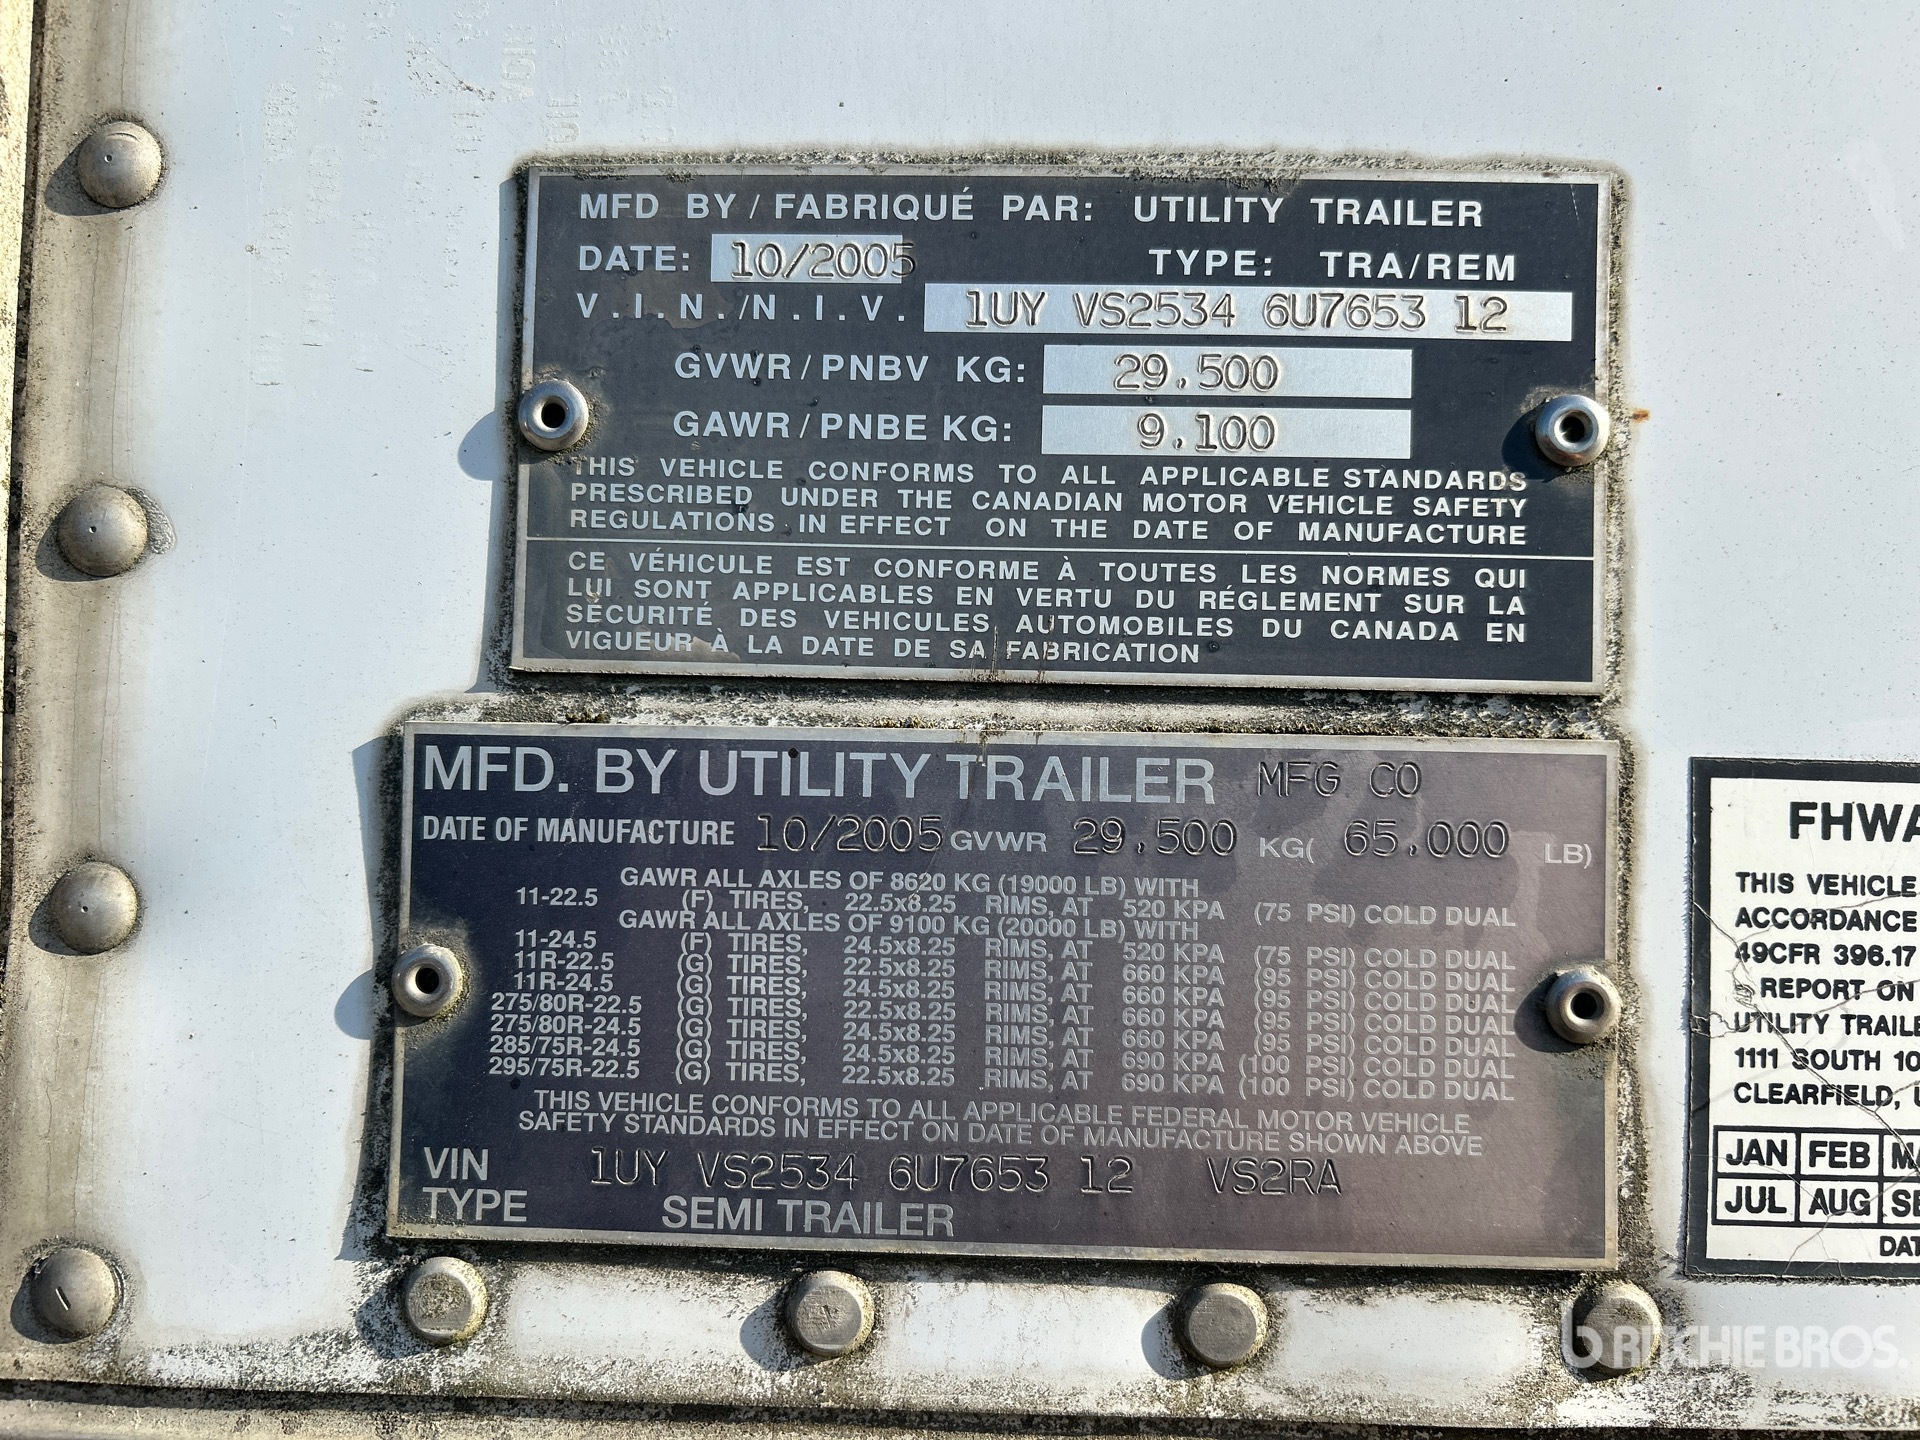 MFD BY / FABRIQUÉ PAR: UTILITY TRAILER
DATE: 10/2005 TYPE: TRA/REM
V.I.N./N.I.V. 1UY VS2534 6U7653 12
GVWR/PNBV KG: 29,500
GAWR/PNBE KG: 9,100
THIS VEHICLE CONFORMS TO ALL APPLICABLE STANDARDS
PRESCRIBED UNDER THE CANADIAN MOTOR VEHICLE SAFETY
REGULATIONS IN EFFECT ON THE DATE OF MANUFACTURE
CE VÉHICULE EST CONFORME À TOUTES LES NORMES QUI
LUI SONT APPLICABLES EN VERTU DU RÉGLEMENT SUR LA
SÉCURITÉ DES VEHICULES AUTOMOBILES DU CANADA EN
VIGUEUR À LA DATE DE SA FABRICATION
MFD. BY UTILITY TRAILER MFG CO
DATE OF MANUFACTURE 10/2005 GVWR 29,500 KG( 65,000 LB)
GAWR ALL AXLES OF 8620 KG (19000 LB) WITH
11-22.5 (F) TIRES, 22.5x8.25 RIMS, AT 520 KPA (75 PSI) COLD DUAL
GAWR ALL AXLES OF 9100 KG (20000 LB) WITH
11-24.5 (F) TIRES, 24.5x8.25 RIMS, AT 520 KPA (75 PSI) COLD DUAL
11R-22.5 (G) TIRES, 22.5x8.25 RIMS, AT 660 KPA (95 PSI) COLD DUAL
11R-24.5 (G) TIRES, 24.5x8.25 RIMS, AT 660 KPA (95 PSI) COLD DUAL
275/80R-22.5 (G) TIRES, 22.5x8.25 RIMS, AT 660 KPA (95 PSI) COLD DUAL
275/80R-24.5 (G) TIRES, 24.5x8.25 RIMS, AT 660 KPA (95 PSI) COLD DUAL
285/75R-24.5 (G) TIRES, 24.5x8.25 RIMS, AT 690 KPA (100 PSI) COLD DUAL
295/75R-22.5 (G) TIRES, 22.5x8.25 RIMS, AT 690 KPA (100 PSI) COLD DUAL
THIS VEHICLE CONFORMS TO ALL APPLICABLE FEDERAL MOTOR VEHICLE
SAFETY STANDARDS IN EFFECT ON DATE OF MANUFACTURE SHOWN ABOVE
VIN 1UY VS2534 6U7653 12 VS2RA
TYPE SEMI TRAILER
FHWA
THIS VEHICLE
ACCORDANCE
49CFR 396.17
REPORT ON
UTILITY TRAILE
1111 SOUTH 10
CLEARFIELD, U
JAN FEB MA
JUL AUG SE
DAT
RITCHIE BROS.